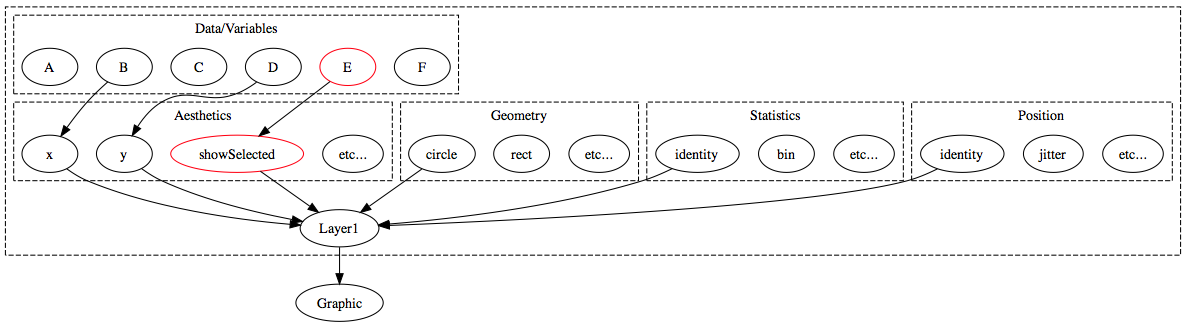 Data/Variables
A B C D E F
Aesthetics Geometry Statistics Position
x y showSelected etc... circle rect etc... identity bin etc... identity jitter etc...
Layer1
Graphic